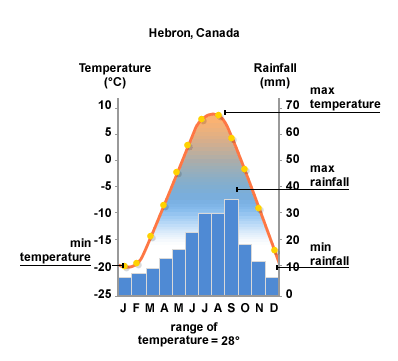 Hebron, Canada
Temperature
(°C)
Rainfall
(mm)
max
temperature
max
rainfall
min
rainfall
min
temperature
10
5
0
-5
-10
-15
-20
-25
70
60
50
40
30
20
10
0
J F M A M J J A S O N D
range of
temperature = 28°